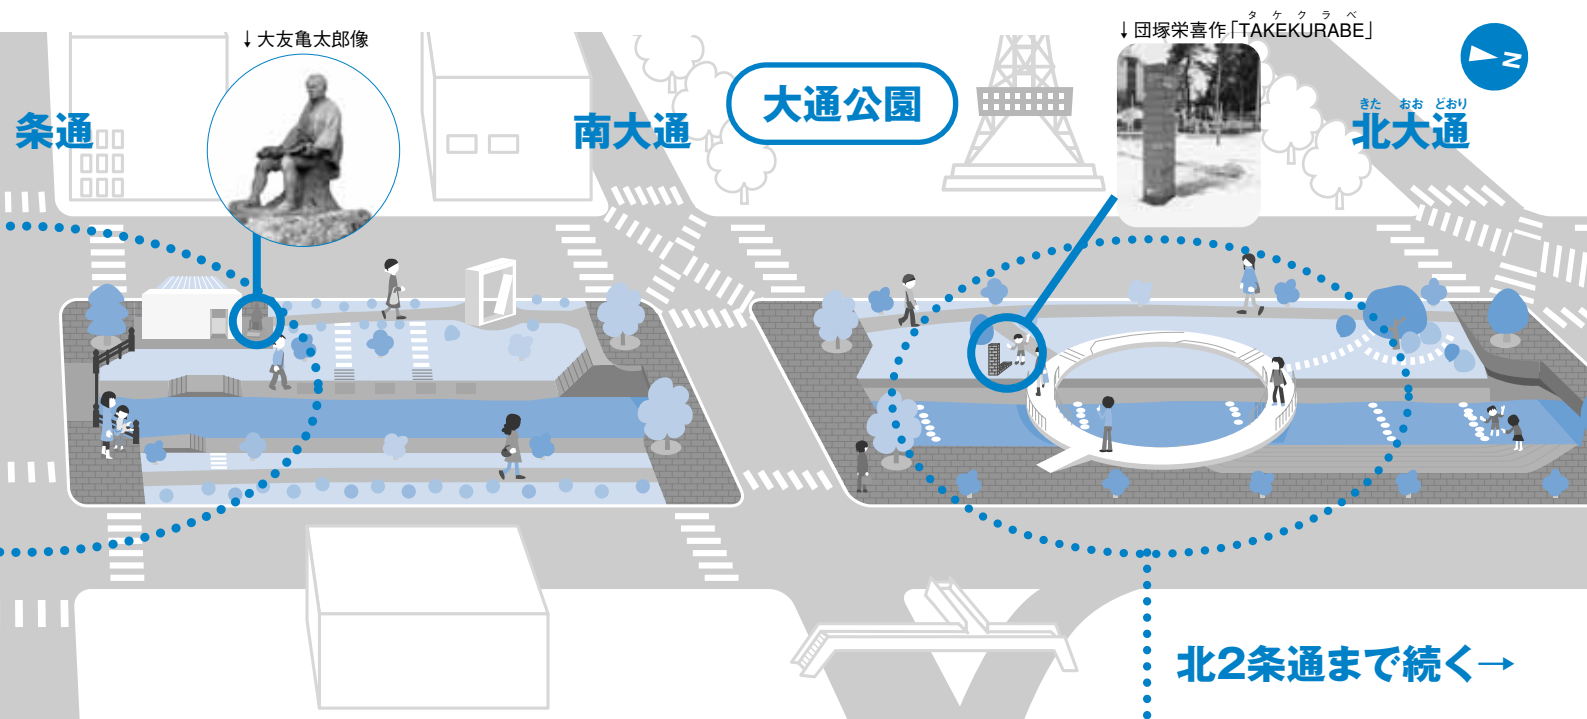 ↓大友亀太郎像
タケクラベ
↓団塚栄喜作「TAKEKURABE」
N
条通
南大通
大通公園
きた おお どおり
北大通
北2条通まで続く→